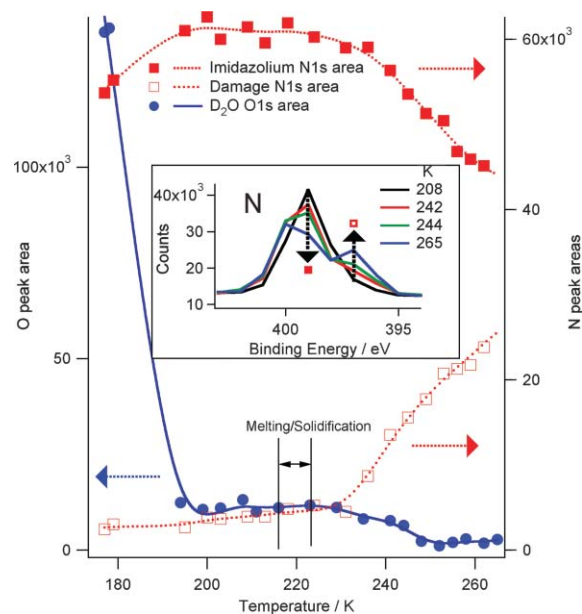 60x10³
Imidazolium N1s area
Damage N1s area
D₂O O1s area
100x10³
40x10³
N
K
208
242
244
265
30
20
10
Counts
400
395
Binding Energy / eV
O peak area
N peak areas
40
50
20
Melting/Solidification
0
0
180
200
220
240
260
Temperature / K